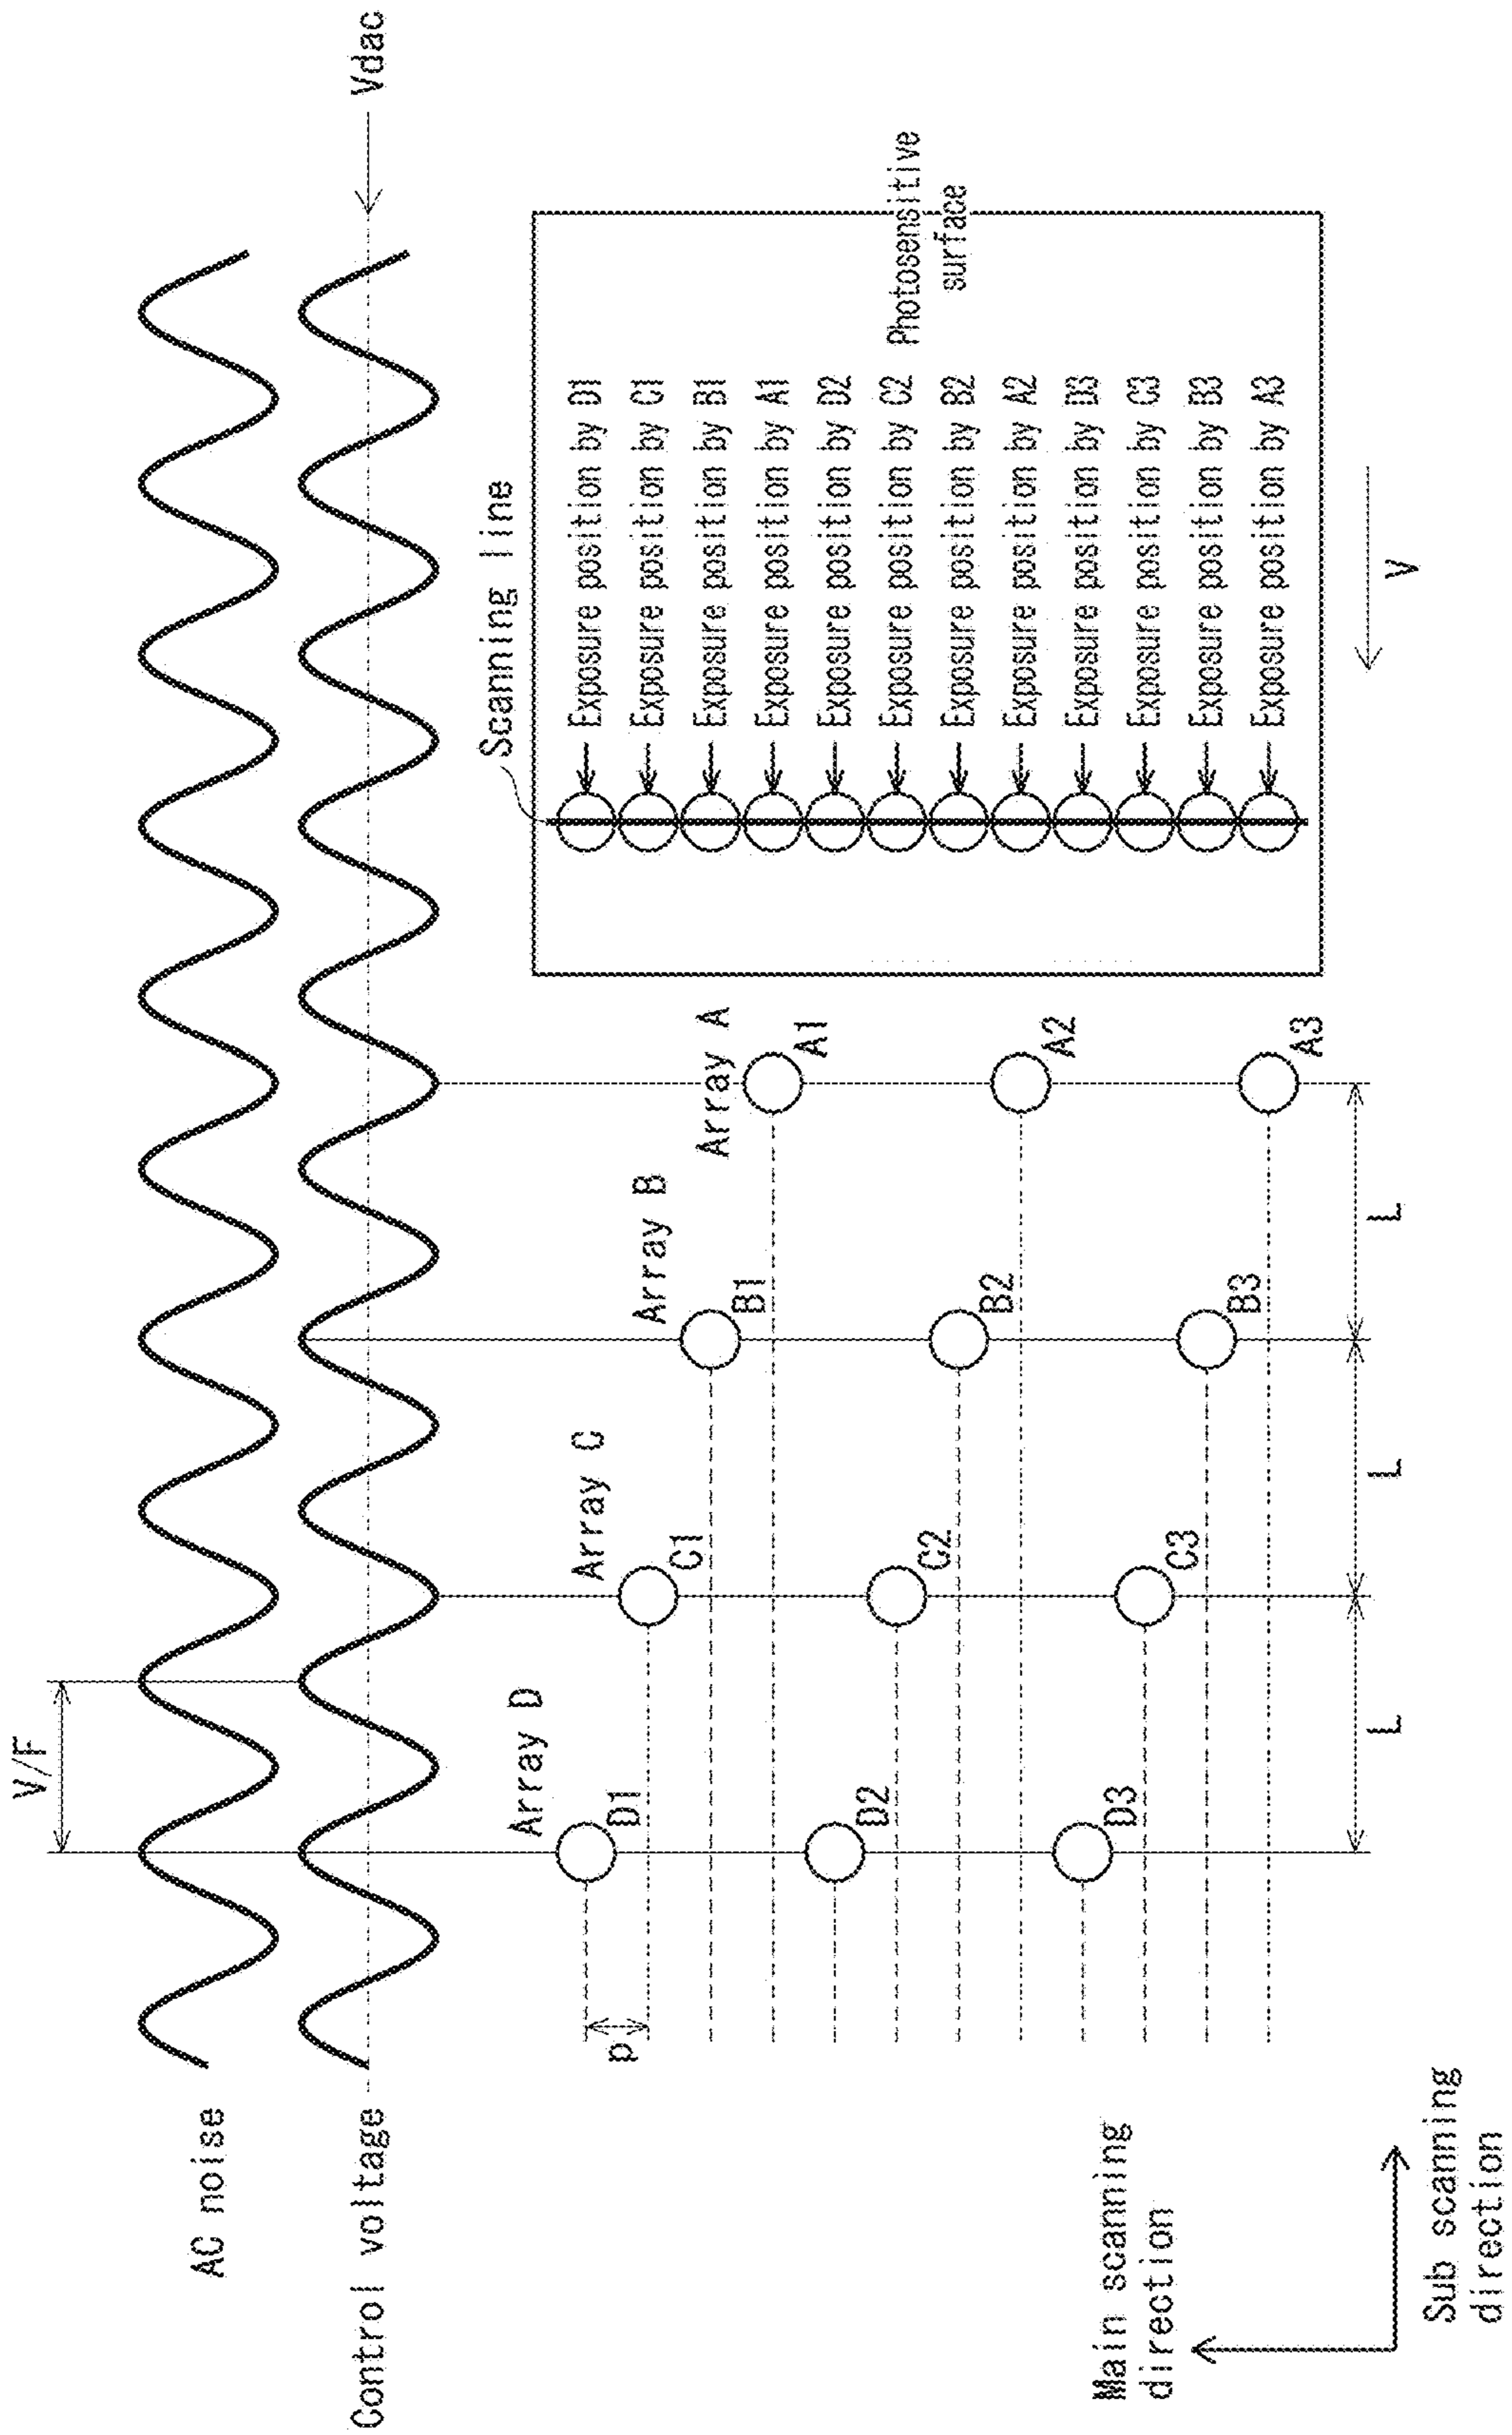 V/F
AC noise
Control voltage
Vdac
Scanning line
Array D
Array C
Array B
Array A
D1
C1
B1
A1
D2
C2
B2
A2
D3
C3
B3
A3
p
L
L
L
Exposure position by D1
Exposure position by C1
Exposure position by B1
Exposure position by A1
Exposure position by D2
Exposure position by C2
Exposure position by B2
Exposure position by A2
Exposure position by D3
Exposure position by C3
Exposure position by B3
Exposure position by A3
Photosensitive
surface
V
Main scanning
direction
Sub scanning
direction